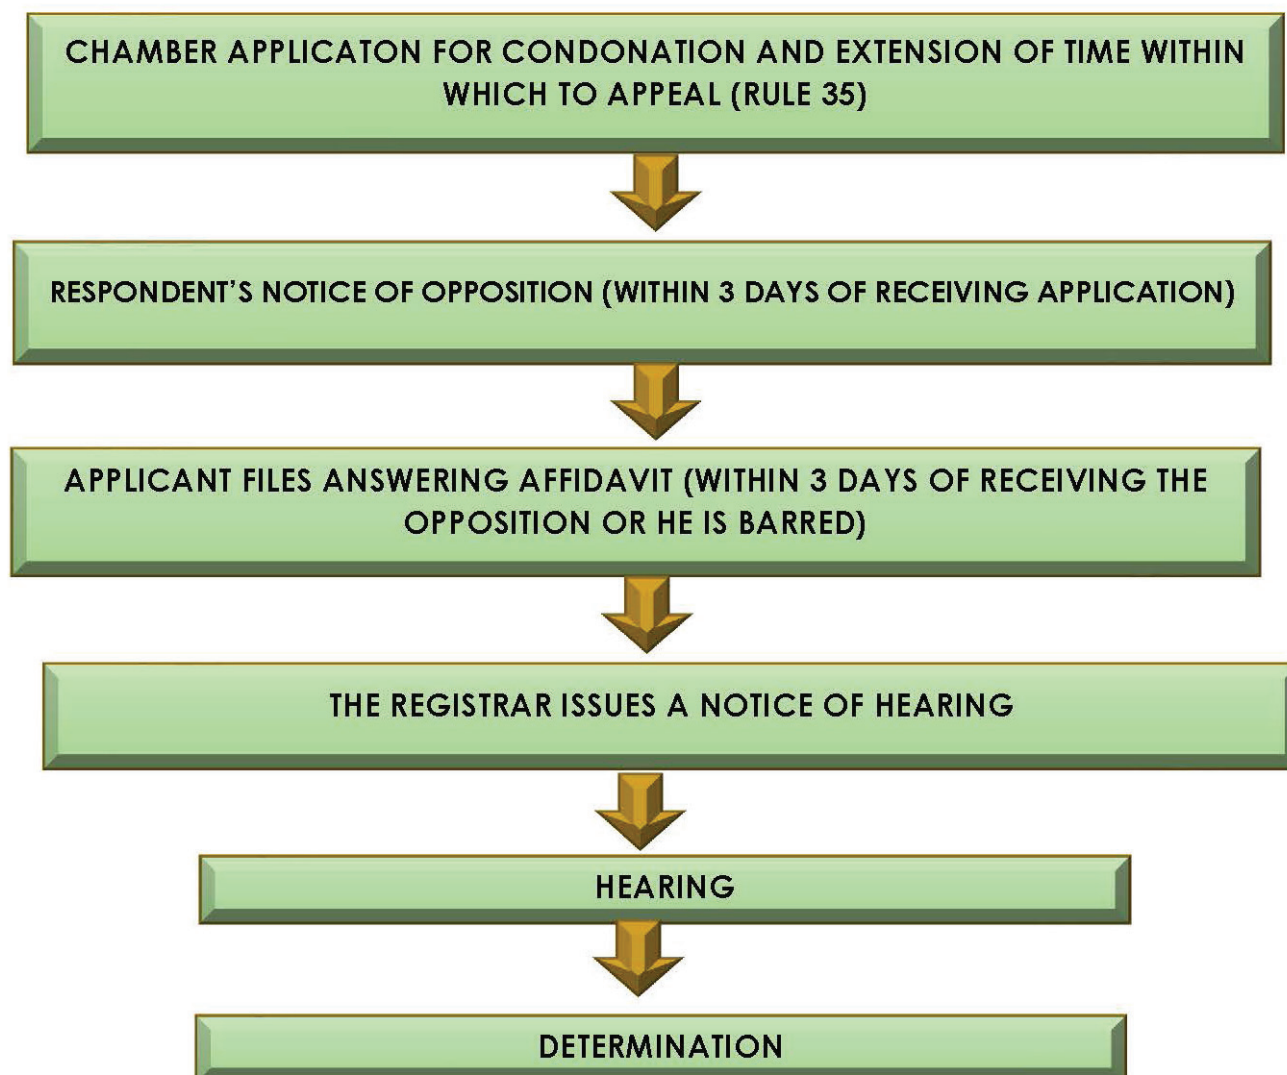 CHAMBER APPLICATON FOR CONDONATION AND EXTENSION OF TIME WITHIN
WHICH TO APPEAL (RULE 35)
RESPONDENT’S NOTICE OF OPPOSITION (WITHIN 3 DAYS OF RECEIVING APPLICATION)
APPLICANT FILES ANSWERING AFFIDAVIT (WITHIN 3 DAYS OF RECEIVING THE
OPPOSITION OR HE IS BARRED)
THE REGISTRAR ISSUES A NOTICE OF HEARING
HEARING
DETERMINATION